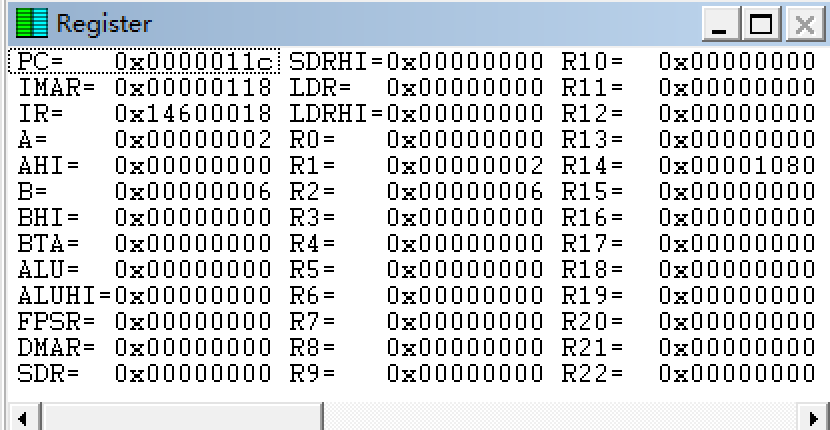 Register
PC= 0x0000011c SDRHI=0x00000000 R10= 0x00000000
IMAR= 0x00000118 LDR= 0x00000000 R11= 0x00000000
IR= 0x14600018 LDRHI=0x00000000 R12= 0x00000000
A= 0x00000002 R0= 0x00000000 R13= 0x00000000
AHI= 0x00000000 R1= 0x00000002 R14= 0x00001080
B= 0x00000006 R2= 0x00000006 R15= 0x00000000
BHI= 0x00000000 R3= 0x00000000 R16= 0x00000000
BTA= 0x00000000 R4= 0x00000000 R17= 0x00000000
ALU= 0x00000000 R5= 0x00000000 R18= 0x00000000
ALUHI=0x00000000 R6= 0x00000000 R19= 0x00000000
FPSR= 0x00000000 R7= 0x00000000 R20= 0x00000000
DMAR= 0x00000000 R8= 0x00000000 R21= 0x00000000
SDR= 0x00000000 R9= 0x00000000 R22= 0x00000000